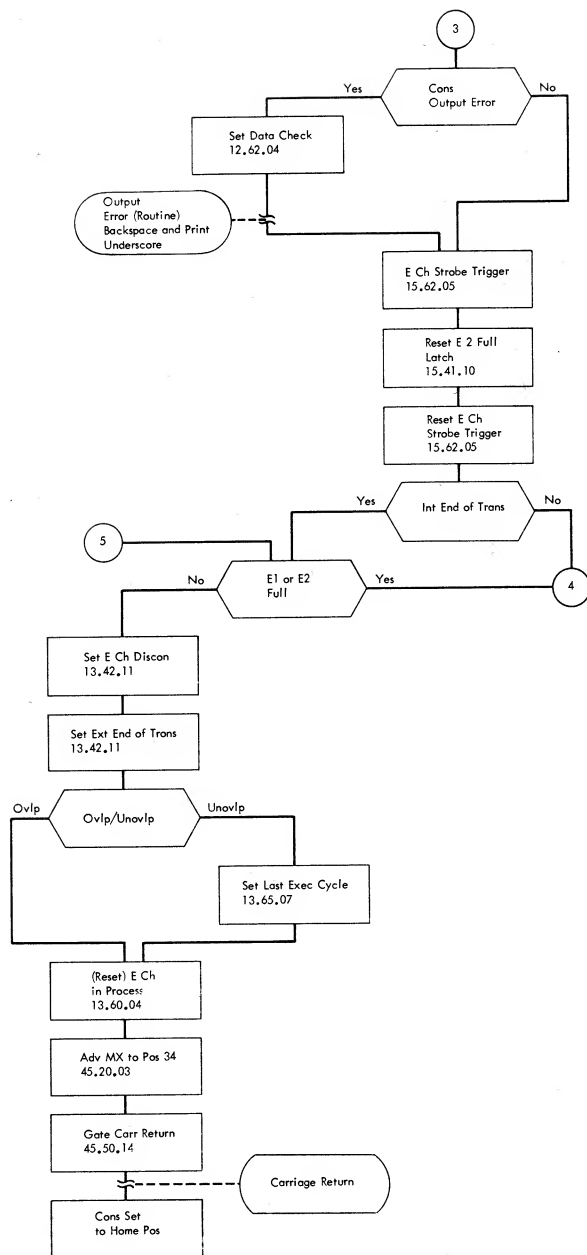 3
Yes
Cons
Output Error
No
Set Data Check
12.62.04
Output
Error (Routine)
Backspace and Print
Underscore
E Ch Strobe Trigger
15.62.05
Reset E 2 Full
Latch
15.41.10
Reset E Ch
Strobe Trigger
15.62.05
Yes
Int End of Trans
No
5
No
E1 or E2
Full
Yes
4
Set E Ch Discon
13.42.11
Set Ext End of Trans
13.42.11
Ovlp
Ovlp/Unovlp
Unovlp
Set Last Exec Cycle
13.65.07
(Reset) E Ch
in Process
13.60.04
Adv MX to Pos 34
45.20.03
Gate Carr Return
45.50.14
Carriage Return
Cons Set
to Home Pos